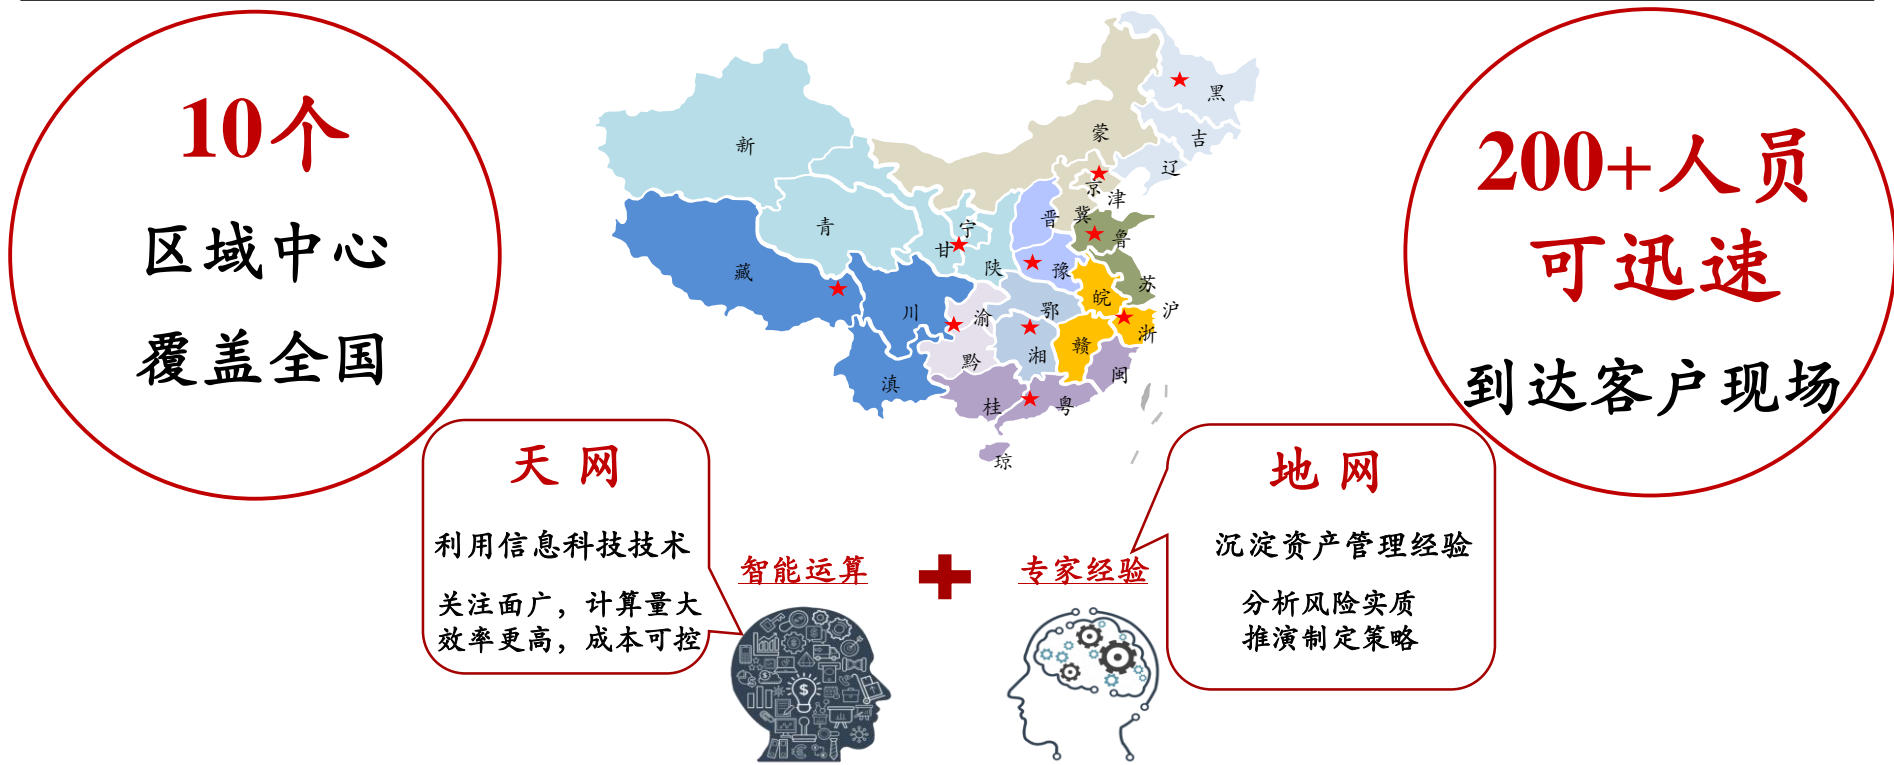 10个
区域中心
覆盖全国
黑
吉
辽
蒙
新
京
津
冀
晋
鲁
青
宁
甘
陕
豫
藏
苏
皖
沪
川
渝
鄂
浙
赣
湘
黔
闽
滇
桂
粤
琼
200+人员
可迅速
到达客户现场
天 网
利用信息科技技术
关注面广，计算量大
效率更高，成本可控
智能运算
专家经验
地 网
沉淀资产管理经验
分析风险实质
推演制定策略